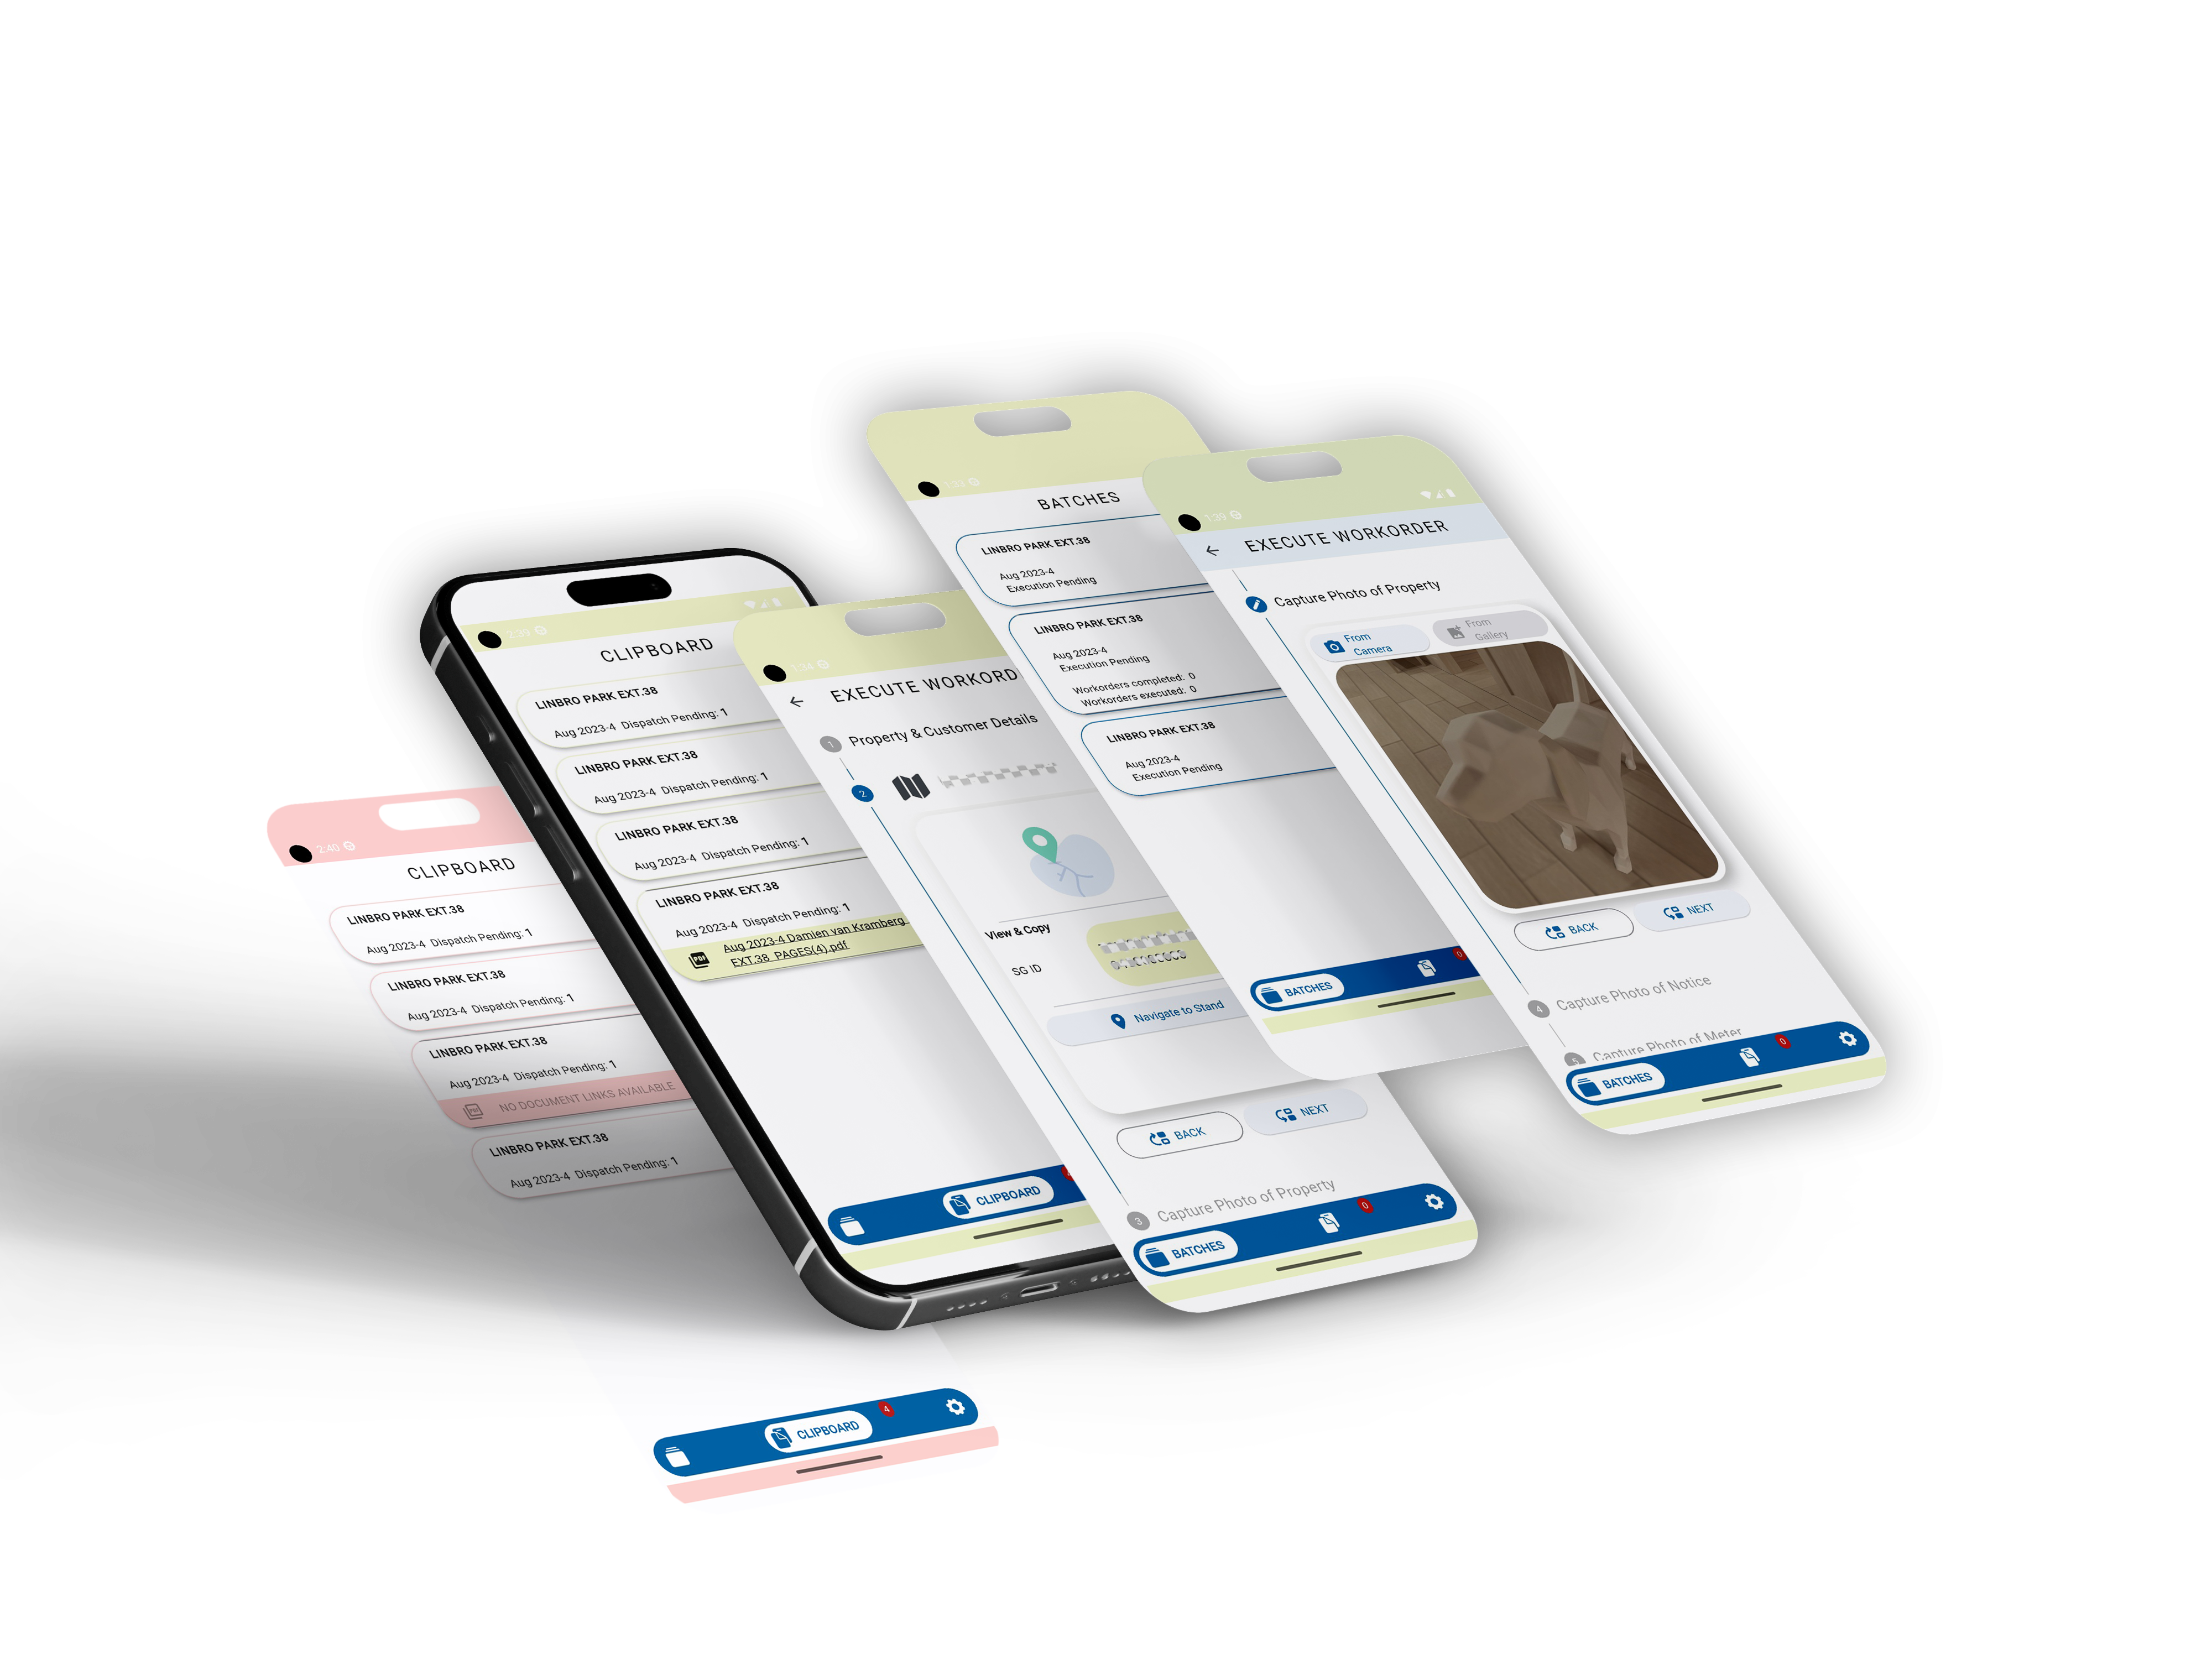 2:40
CLIPBOARD
LINBRO PARK EXT.38
Aug 2023-4 Dispatch Pending: 1
LINBRO PARK EXT.38
Aug 2023-4 Dispatch Pending: 1
LINBRO PARK EXT.38
Aug 2023-4 Dispatch Pending: 1
PDF
NO DOCUMENT LINKS AVAILABLE
LINBRO PARK EXT.38
Aug 2023-4 Dispatch Pending: 1
CLIPBOARD
4
2:39
CLIPBOARD
LINBRO PARK EXT.38
Aug 2023-4 Dispatch Pending: 1
LINBRO PARK EXT.38
Aug 2023-4 Dispatch Pending: 1
LINBRO PARK EXT.38
Aug 2023-4 Dispatch Pending: 1
LINBRO PARK EXT.38
Aug 2023-4 Dispatch Pending: 1
PDF
Aug 2023-4 Damien van Kramberg
EXT.38_PAGES(4).pdf
CLIPBOARD
1:34
EXECUTE WORKORD
1
Property & Customer Details
2
View & Copy
SG ID
Navigate to Stand
BACK
NEXT
3
Capture Photo of Property
BATCHES
0
1:33
BATCHES
LINBRO PARK EXT.38
Aug 2023-4
Execution Pending
LINBRO PARK EXT.38
Aug 2023-4
Execution Pending
Workorders completed: 0
Workorders executed: 0
LINBRO PARK EXT.38
Aug 2023-4
Execution Pending
BATCHES
0
1:39
EXECUTE WORKORDER
Capture Photo of Property
From
Camera
From
Gallery
BACK
NEXT
4
Capture Photo of Notice
5
Capture Photo of Meter
BATCHES
0